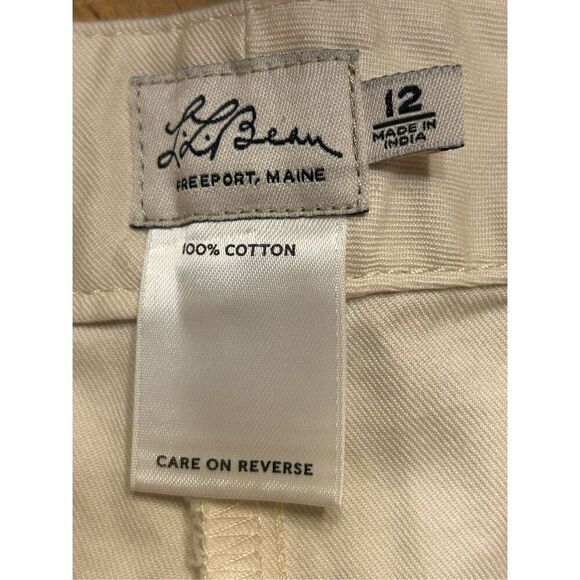 L.L.Bean
FREEPORT, MAINE
12
MADE IN
INDIA
100% COTTON
CARE ON REVERSE